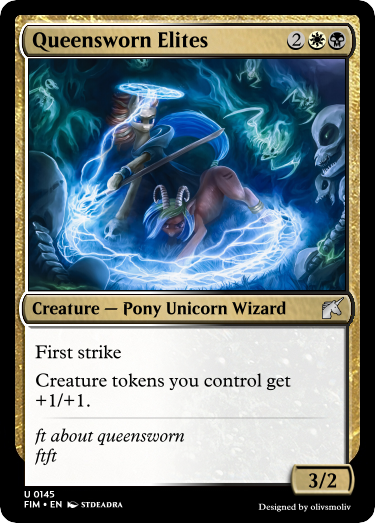 Queensworn Elites 2
Creature — Pony Unicorn Wizard
First strike
Creature tokens you control get
+1/+1.
ft about queensworn
ftft
3/2
U 0145
FIM • EN STDEADRA
Designed by olivsmoliv